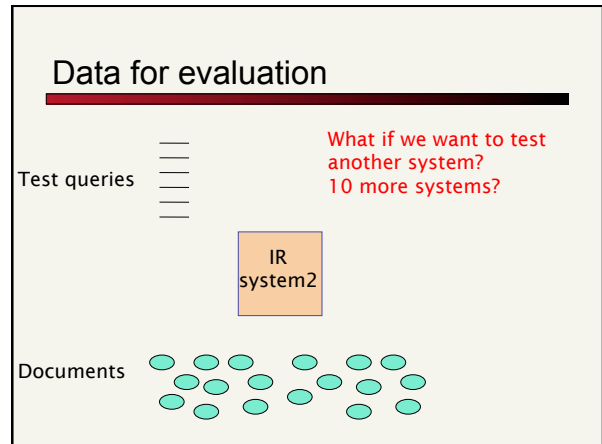 Data for evaluation
What if we want to test
another system?
10 more systems?
Test queries
IR
system2
Documents